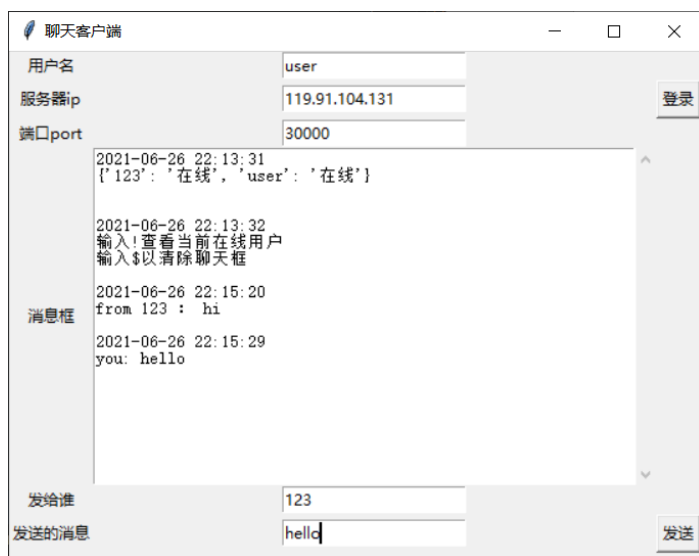 聊天客户端
用户名 user
服务器ip 119.91.104.131 登录
端口port 30000
2021-06-26 22:13:31
{'123': '在线', 'user': '在线'}
2021-06-26 22:13:32
输入!查看当前在线用户
输入$以清除聊天框
2021-06-26 22:15:20
消息框 from 123 : hi
2021-06-26 22:15:29
you: hello
发给谁 123
发送的消息 hello 发送